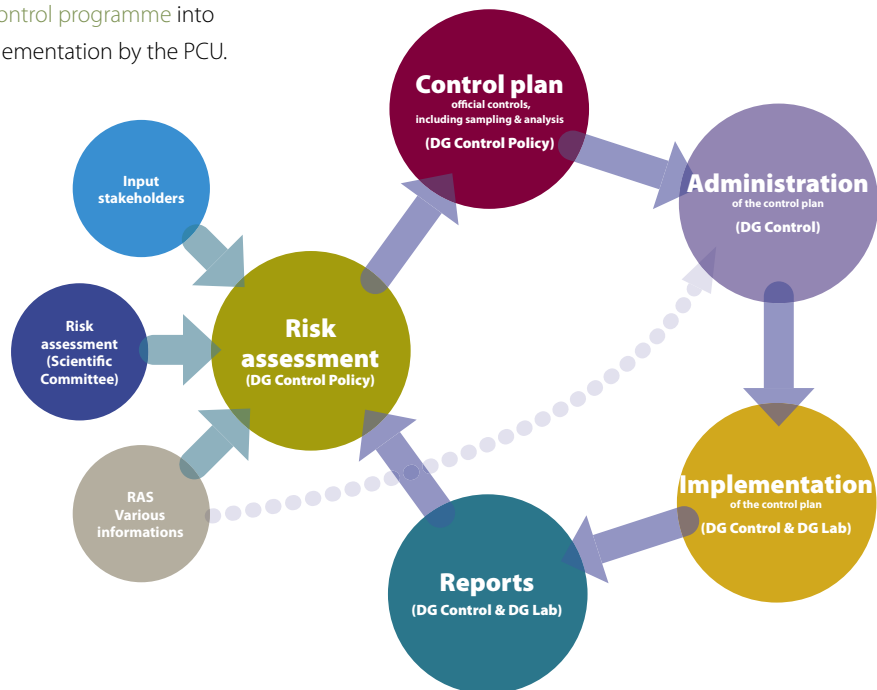 ontrol programme into
lementation by the PCU.
Control plan
official controls,
including sampling & analysis
(DG Control Policy)
Input
stakeholders
Administration
of the control plan
(DG Control)
Risk
assessment
(Scientific
Committee)
Risk
assessment
(DG Control Policy)
RAS
Various
informations
Implementation
of the control plan
(DG Control & DG Lab)
Reports
(DG Control & DG Lab)